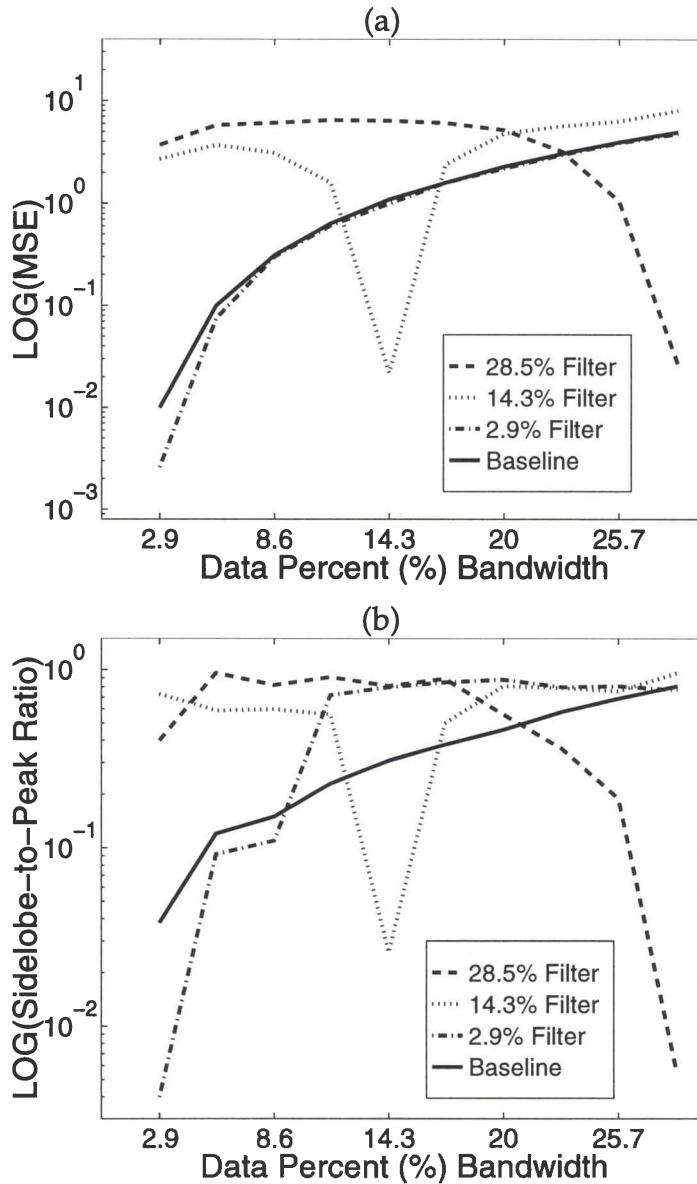 (a)
LOG(MSE)
10^1
10^0
10^−1
10^−2
10^−3
28.5% Filter
14.3% Filter
2.9% Filter
Baseline
2.9 8.6 14.3 20 25.7
Data Percent (%) Bandwidth
(b)
LOG(Sidelobe−to−Peak Ratio)
10^0
10^−1
10^−2
28.5% Filter
14.3% Filter
2.9% Filter
Baseline
2.9 8.6 14.3 20 25.7
Data Percent (%) Bandwidth